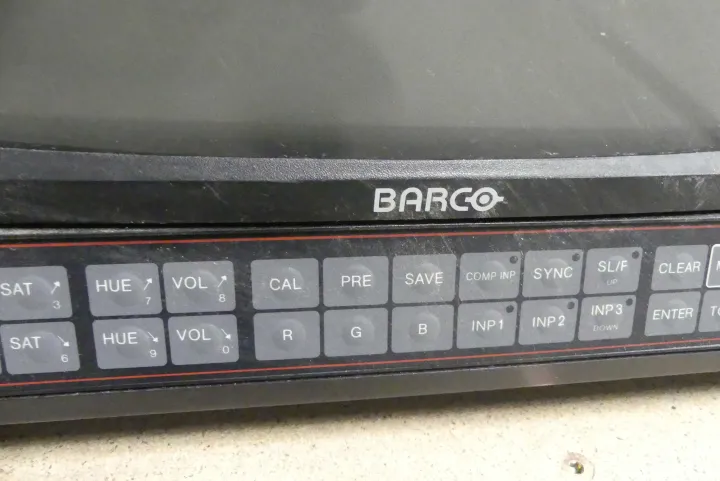 BARCO
SAT 3 HUE 7 VOL 8 CAL PRE SAVE COMP INP SYNC SL/F UP CLEAR
SAT 6 HUE 9 VOL 0 R G B INP1 INP2 INP3 DOWN ENTER